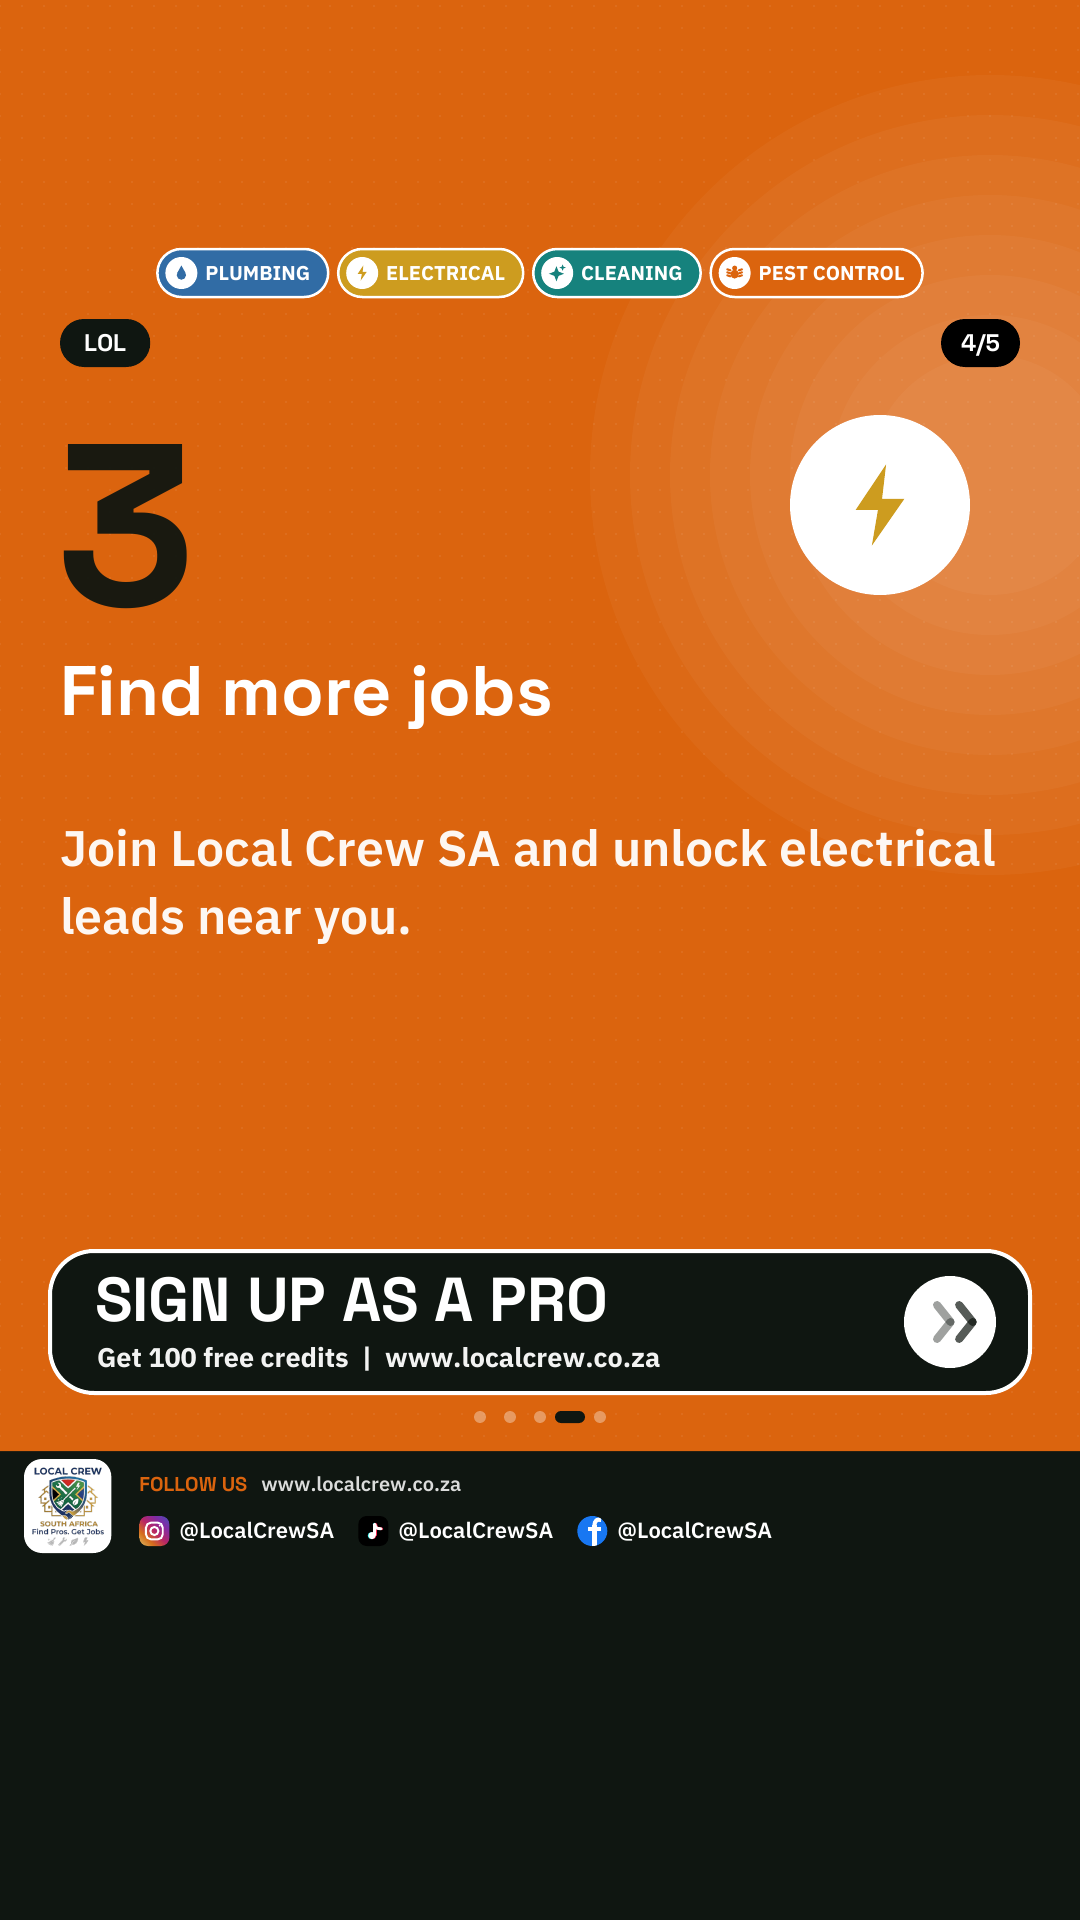 PLUMBING ELECTRICAL CLEANING PEST CONTROL
LOL 4/5
3
Find more jobs
Join Local Crew SA and unlock electrical
leads near you.
SIGN UP AS A PRO
Get 100 free credits | www.localcrew.co.za
LOCAL CREW
SOUTH AFRICA
Find Pros. Get Jobs
FOLLOW US www.localcrew.co.za
@LocalCrewSA @LocalCrewSA @LocalCrewSA